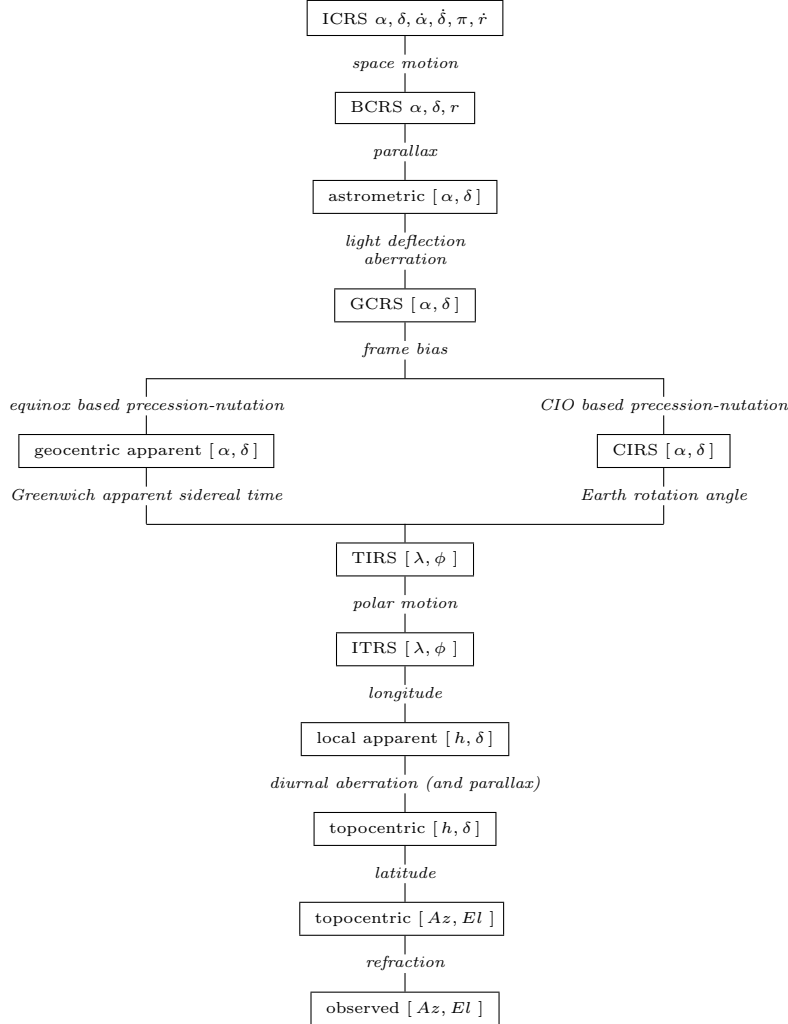 ICRS α, δ, α̇, δ̇, π, ṙ
space motion
BCRS α, δ, r
parallax
astrometric [ α, δ ]
light deflection
aberration
GCRS [ α, δ ]
frame bias
equinox based precession-nutation
CIO based precession-nutation
geocentric apparent [ α, δ ]
CIRS [ α, δ ]
Greenwich apparent sidereal time
Earth rotation angle
TIRS [ λ, ϕ ]
polar motion
ITRS [ λ, ϕ ]
longitude
local apparent [ h, δ ]
diurnal aberration (and parallax)
topocentric [ h, δ ]
latitude
topocentric [ Az, El ]
refraction
observed [ Az, El ]